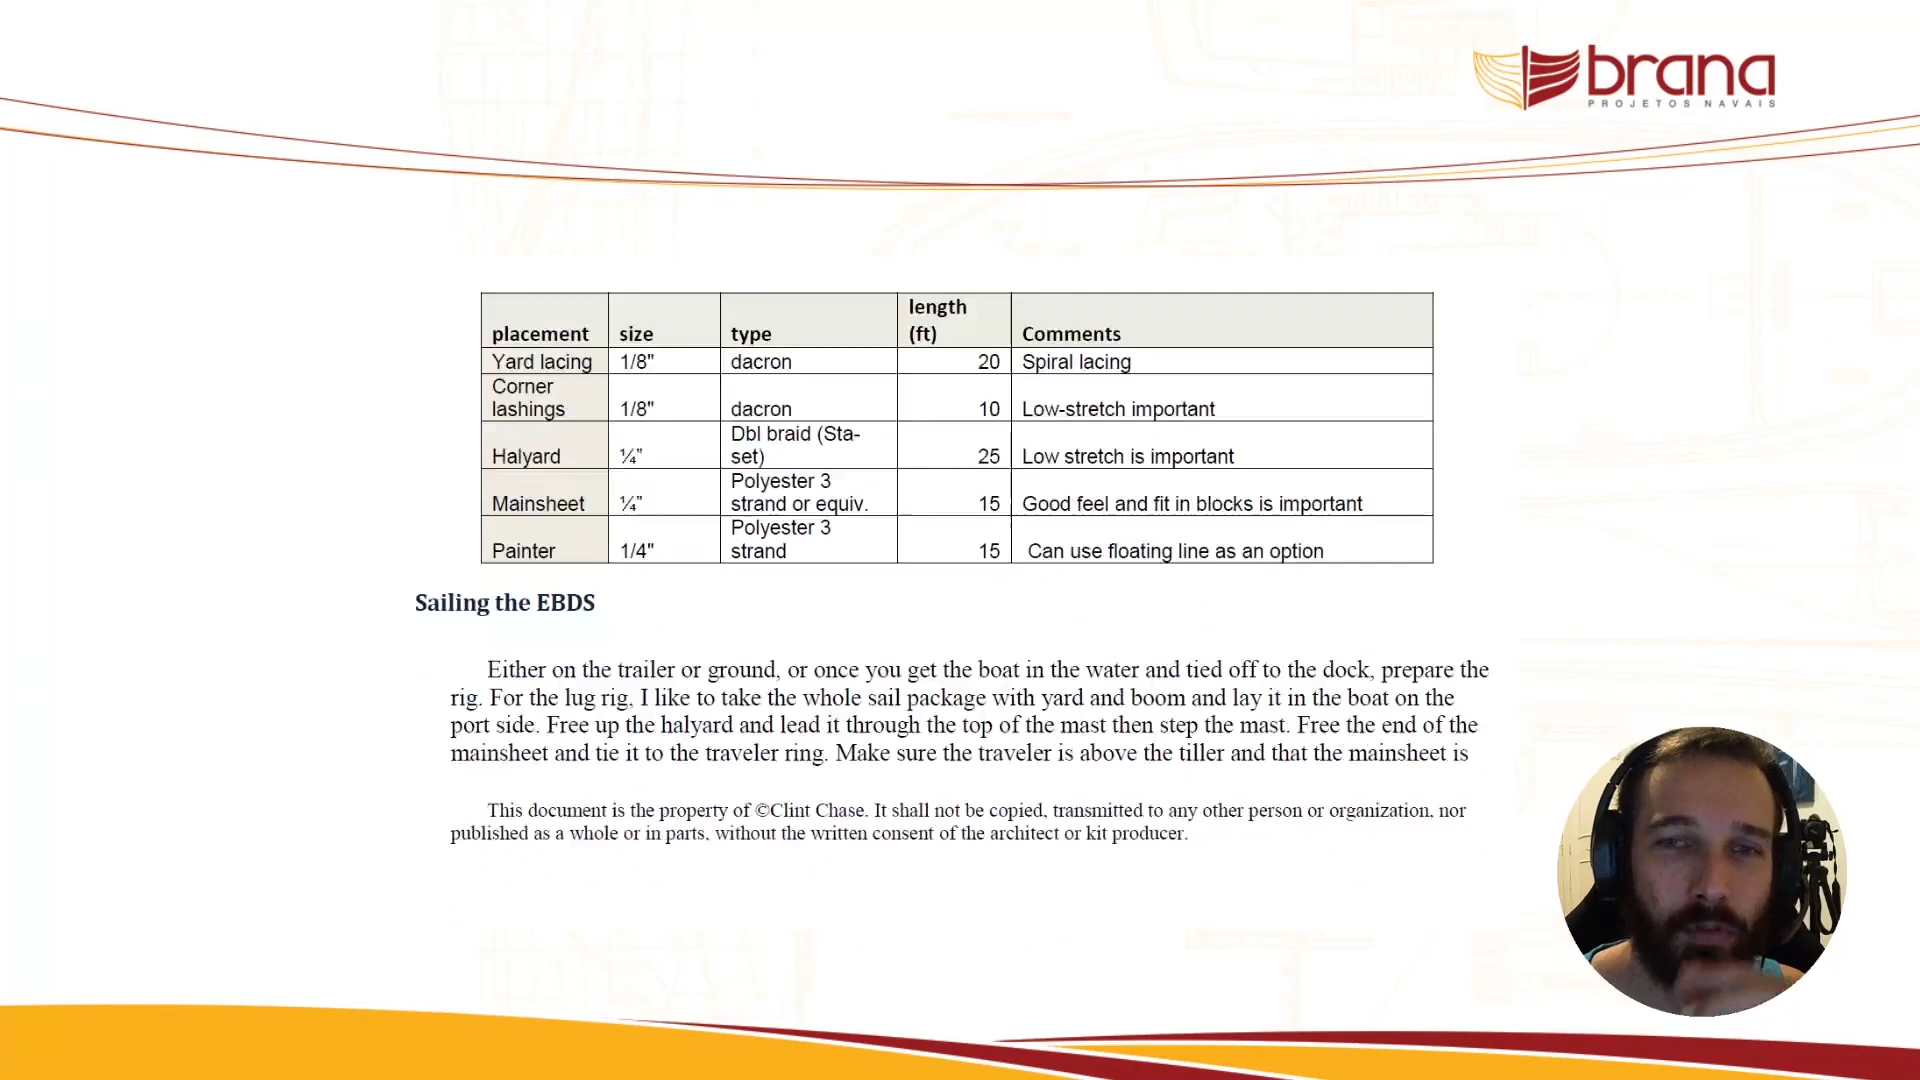 brana
PROJETOS NAVAIS
placement size type length (ft) Comments
Yard lacing 1/8" dacron 20 Spiral lacing
Corner lashings 1/8" dacron 10 Low-stretch important
Halyard ¼” Dbl braid (Sta-set) 25 Low stretch is important
Mainsheet ¼” Polyester 3 strand or equiv. 15 Good feel and fit in blocks is important
Painter 1/4" Polyester 3 strand 15 Can use floating line as an option
Sailing the EBDS
Either on the trailer or ground, or once you get the boat in the water and tied off to the dock, prepare the
rig. For the lug rig, I like to take the whole sail package with yard and boom and lay it in the boat on the
port side. Free up the halyard and lead it through the top of the mast then step the mast. Free the end of the
mainsheet and tie it to the traveler ring. Make sure the traveler is above the tiller and that the mainsheet is
This document is the property of ©Clint Chase. It shall not be copied, transmitted to any other person or organization, nor
published as a whole or in parts, without the written consent of the architect or kit producer.